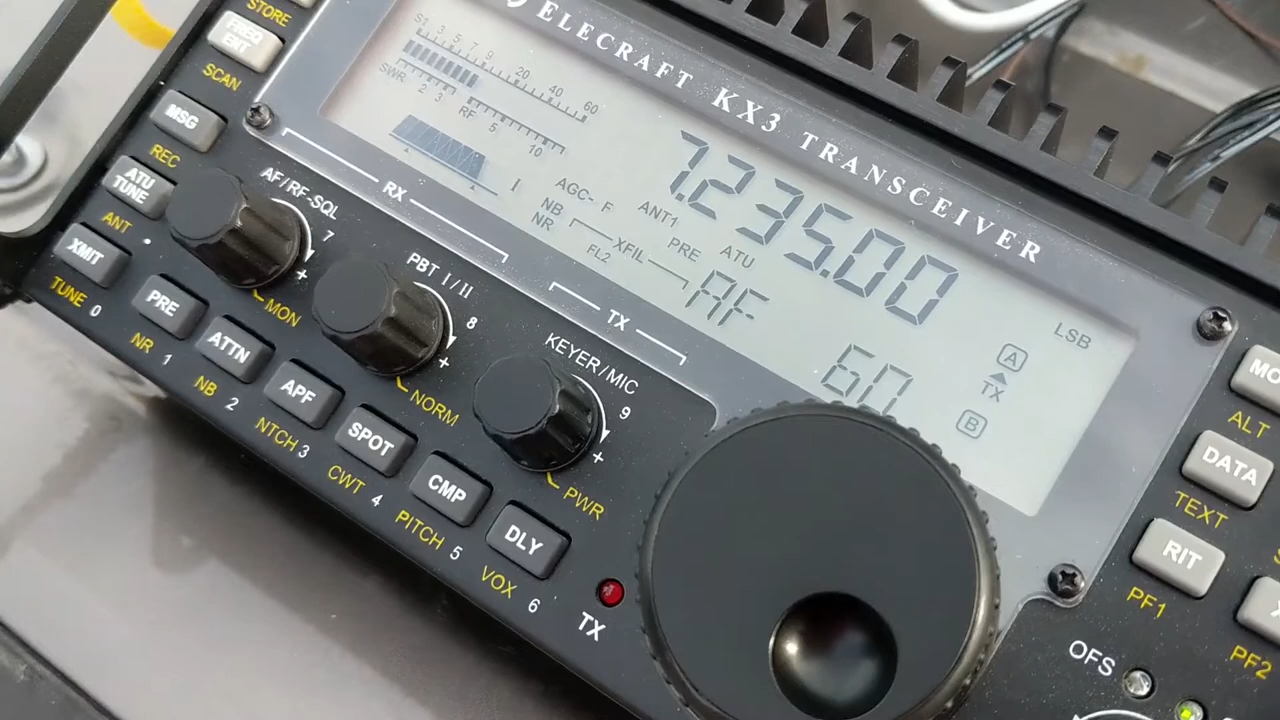 STORE
ELECRAFT KX3 TRANSCEIVER
FREQ
ENT
SCAN
MSG
REC
ATU
TUNE
ANT
XMIT
TUNE 0
S1 3 5 7 9 20 40 60
SWR 2 3
RF 5 10
I
AGC- F
NB
NR
XFIL
FL2
ANT1
PRE
ATU
7.235.00
AF
60
LSB
A
TX
B
RX
TX
AF/RF-SQL
7
+
MON
PBT I/II
8
+
NORM
KEYER/MIC
9
+
PWR
PRE
NR 1
ATTN
NB 2
APF
NTCH 3
SPOT
CWT 4
CMP
PITCH 5
DLY
VOX 6
TX
ALT
DATA
TEXT
RIT
PF1
PF2
OFS